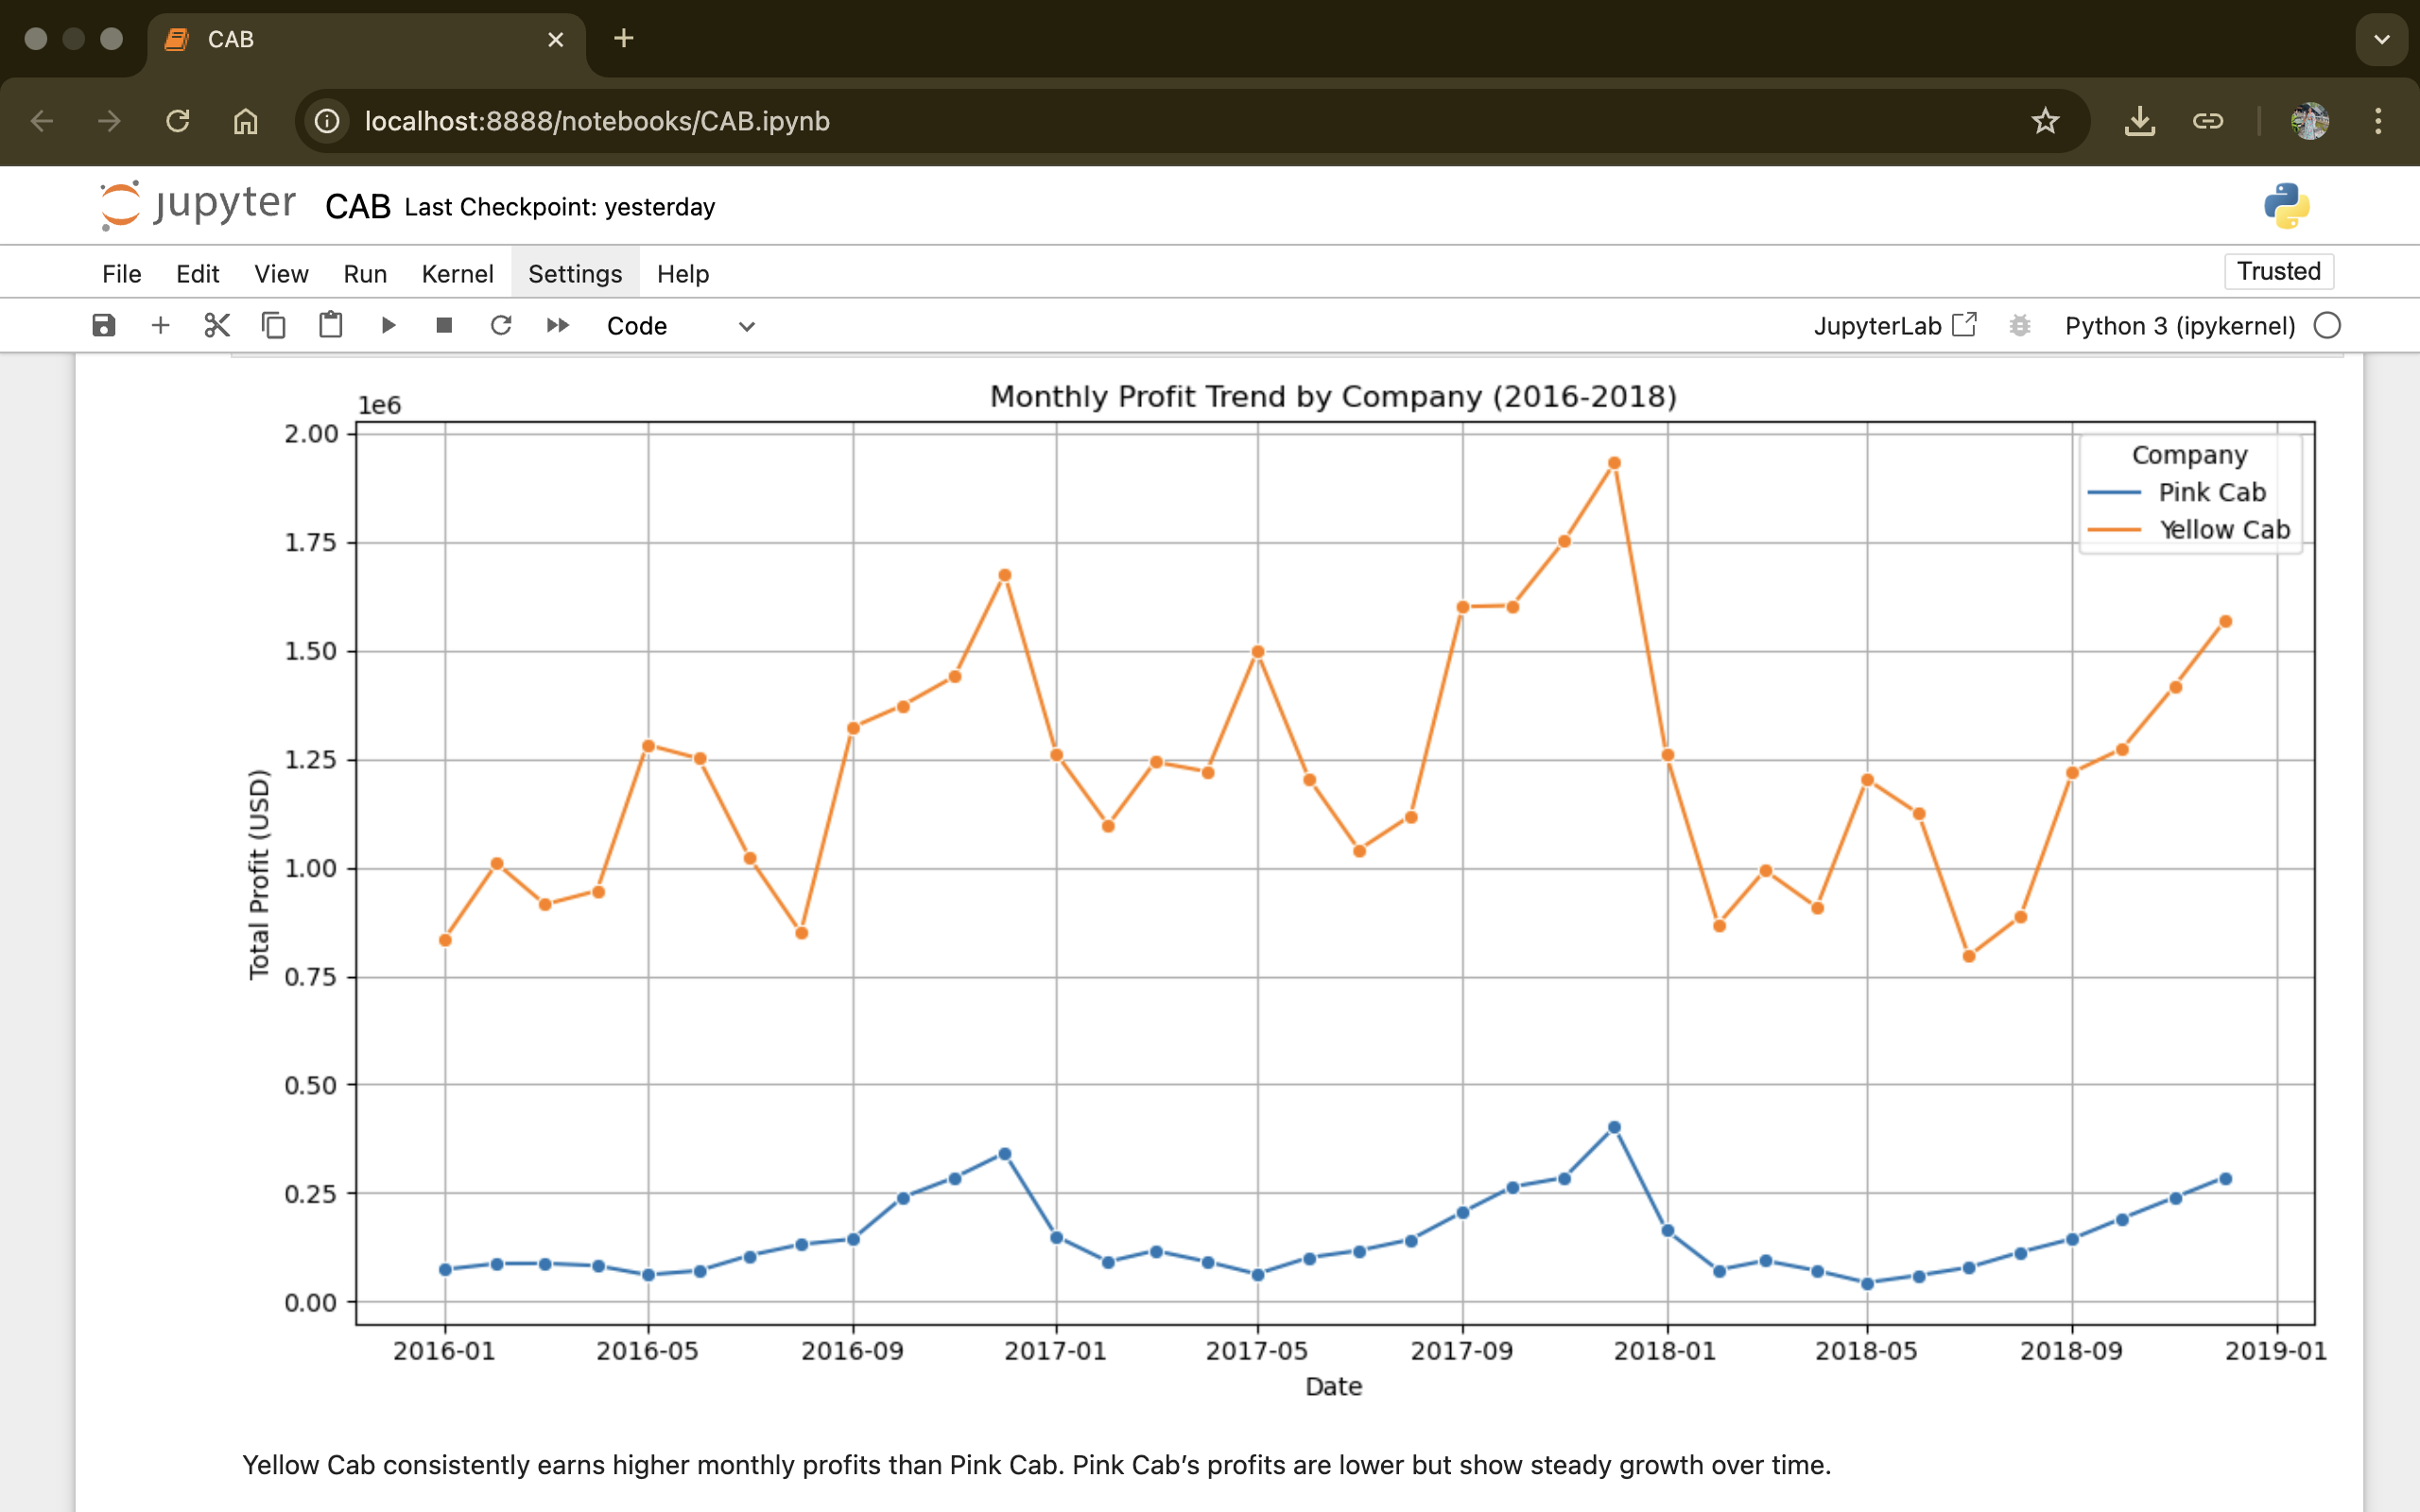 CAB
localhost:8888/notebooks/CAB.ipynb
jupyter CAB Last Checkpoint: yesterday
File Edit View Run Kernel Settings Help Trusted
Code JupyterLab Python 3 (ipykernel)
Monthly Profit Trend by Company (2016-2018)
1e6
2.00
1.75
1.50
1.25
1.00
0.75
0.50
0.25
0.00
Total Profit (USD)
Company
Pink Cab
Yellow Cab
2016-01 2016-05 2016-09 2017-01 2017-05 2017-09 2018-01 2018-05 2018-09 2019-01
Date
Yellow Cab consistently earns higher monthly profits than Pink Cab. Pink Cab’s profits are lower but show steady growth over time.